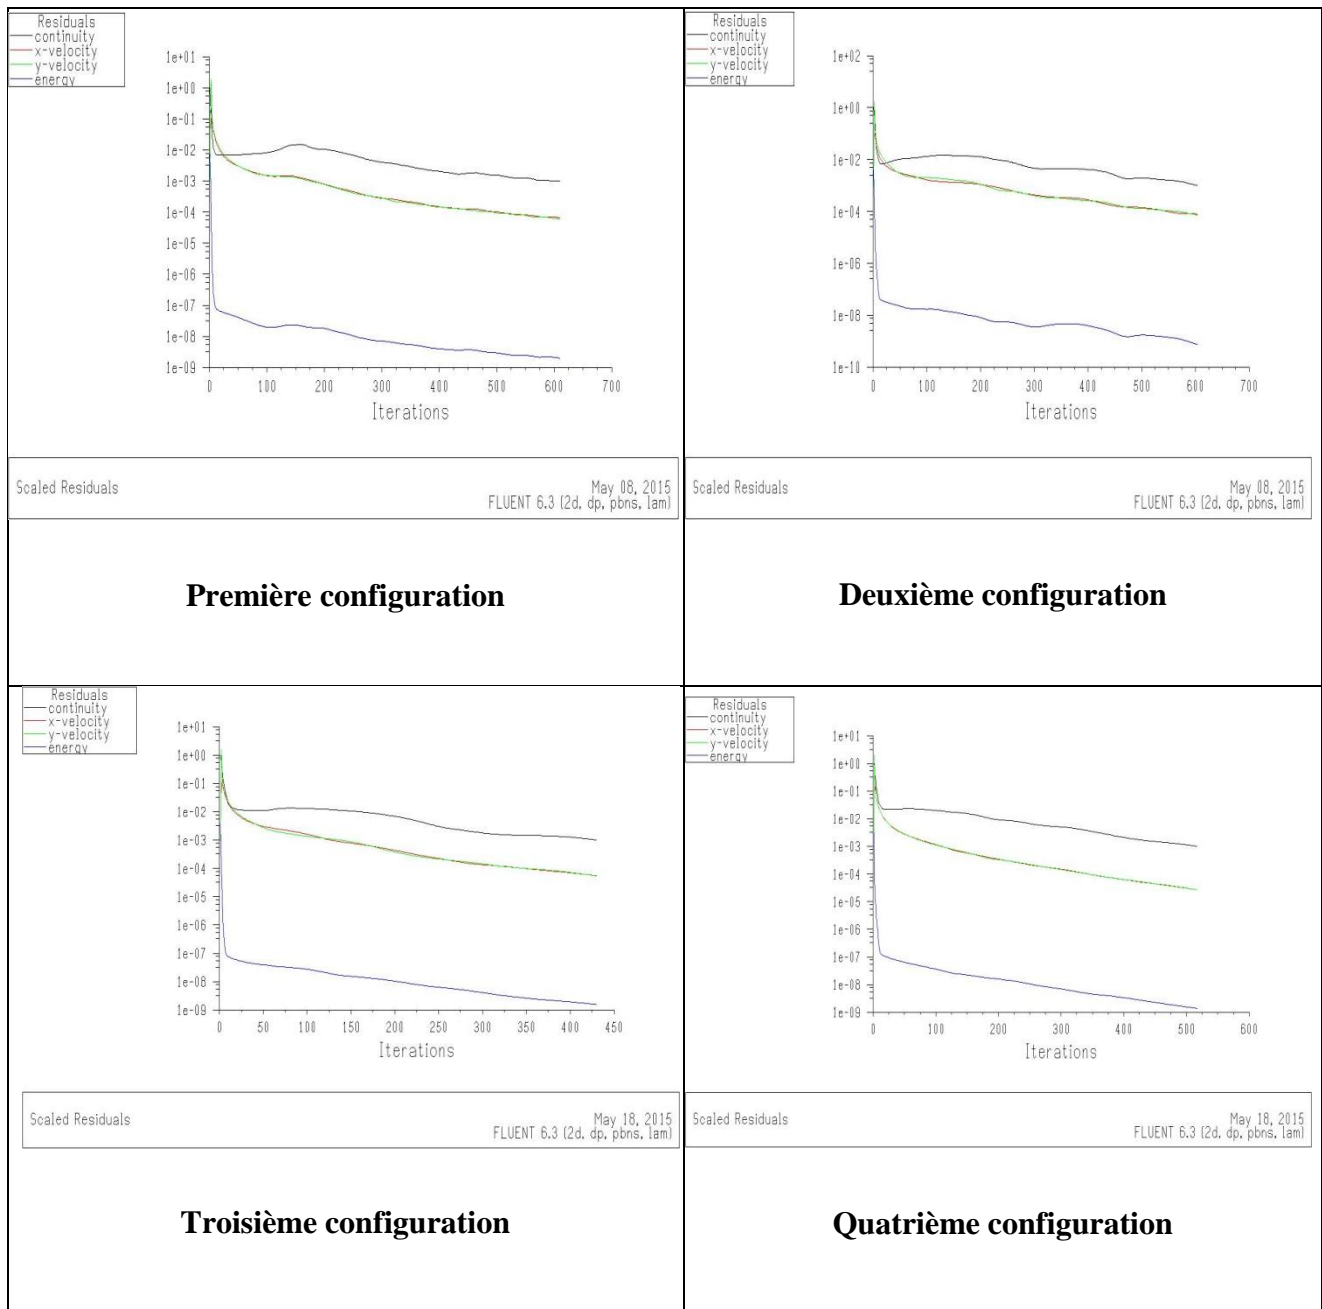 Residuals
continuity
x-velocity
y-velocity
energy
1e+01
1e+00
1e-01
1e-02
1e-03
1e-04
1e-05
1e-06
1e-07
1e-08
1e-09
0 100 200 300 400 500 600 700
Iterations
Scaled Residuals
May 08, 2015
FLUENT 6.3 (2d, dp, pbns, lam)
Première configuration
Residuals
continuity
x-velocity
y-velocity
energy
1e+02
1e+00
1e-02
1e-04
1e-06
1e-08
1e-10
0 100 200 300 400 500 600 700
Iterations
Scaled Residuals
May 08, 2015
FLUENT 6.3 (2d, dp, pbns, lam)
Deuxième configuration
Residuals
continuity
x-velocity
y-velocity
energy
1e+01
1e+00
1e-01
1e-02
1e-03
1e-04
1e-05
1e-06
1e-07
1e-08
1e-09
0 50 100 150 200 250 300 350 400 450
Iterations
Scaled Residuals
May 18, 2015
FLUENT 6.3 (2d, dp, pbns, lam)
Troisième configuration
Residuals
continuity
x-velocity
y-velocity
energy
1e+01
1e+00
1e-01
1e-02
1e-03
1e-04
1e-05
1e-06
1e-07
1e-08
1e-09
0 100 200 300 400 500 600
Iterations
Scaled Residuals
May 18, 2015
FLUENT 6.3 (2d, dp, pbns, lam)
Quatrième configuration